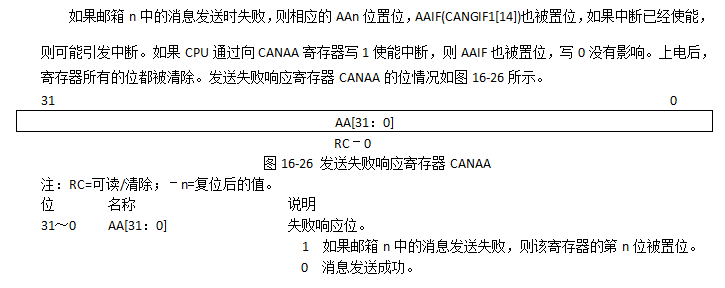 如果邮箱 n 中的消息发送时失败，则相应的 AAn 位置位，AAIF(CANGIF1[14])也被置位，如果中断已经使能，
则可能引发中断。如果 CPU 通过向 CANAA 寄存器写 1 使能中断，则 AAIF 也被置位，写 0 没有影响。上电后，
寄存器所有的位都被清除。发送失败响应寄存器 CANAA 的位情况如图 16-26 所示。
31 0
AA[31：0]
RC－0
图 16-26 发送失败响应寄存器 CANAA
注：RC=可读/清除；－n=复位后的值。
位 名称 说明
31～0 AA[31：0] 失败响应位。
1 如果邮箱 n 中的消息发送失败，则该寄存器的第 n 位被置位。
0 消息发送成功。